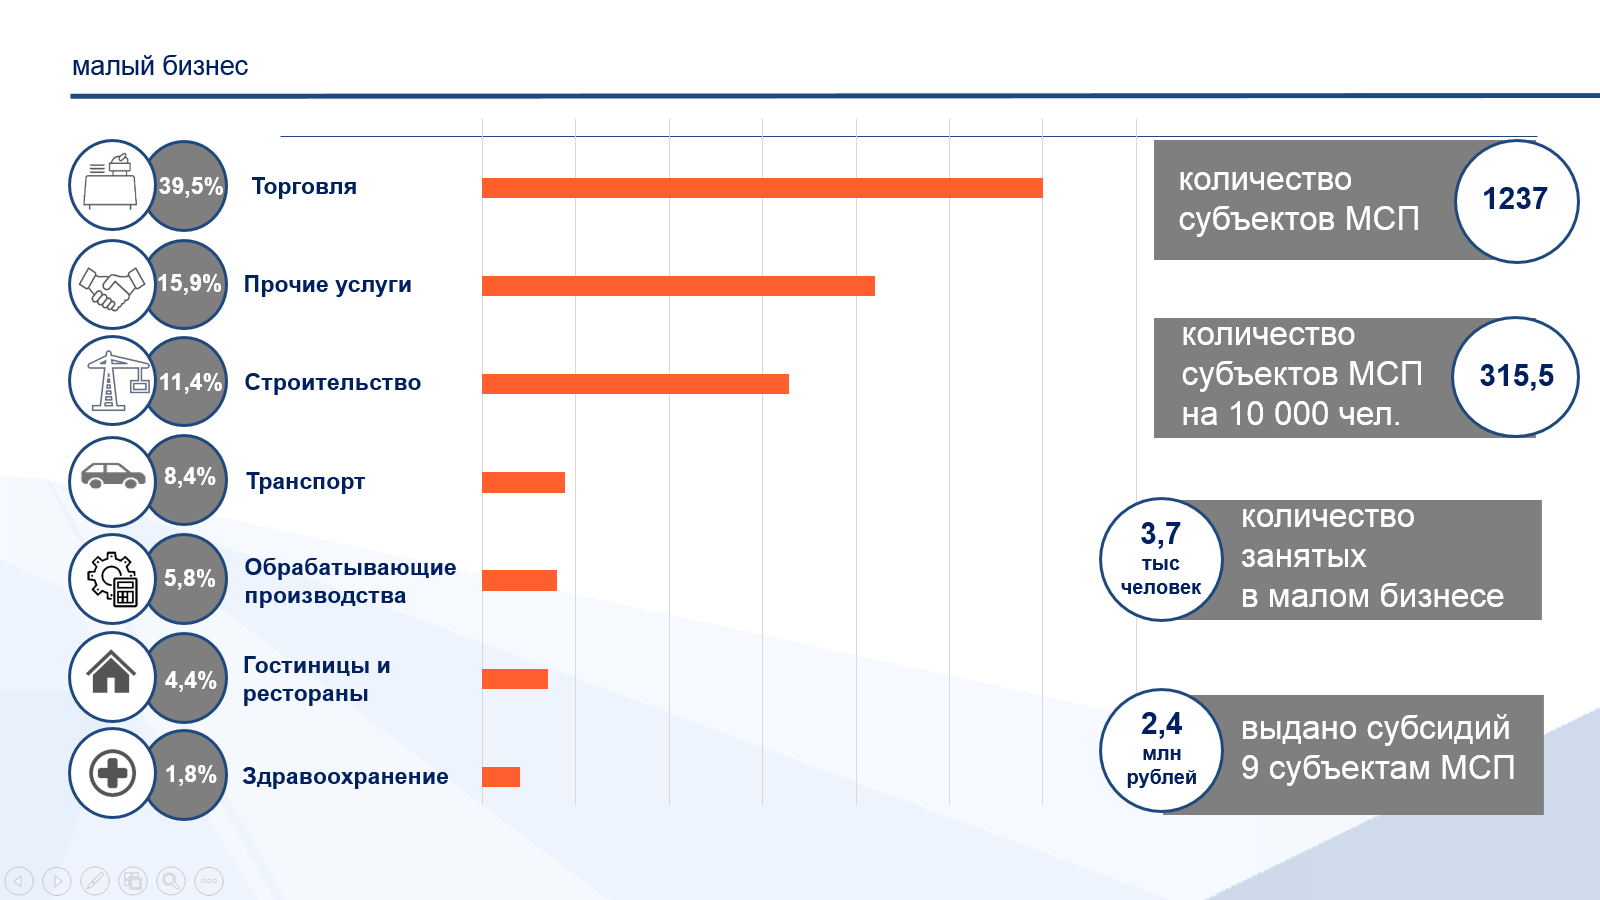 малый бизнес
39,5% Торговля
15,9% Прочие услуги
11,4% Строительство
8,4% Транспорт
5,8% Обрабатывающие
производства
4,4% Гостиницы и
рестораны
1,8% Здравоохранение
количество
субъектов МСП
1237
количество
субъектов МСП
на 10 000 чел.
315,5
3,7
тыс
человек
количество
занятых
в малом бизнесе
2,4
млн
рублей
выдано субсидий
9 субъектам МСП